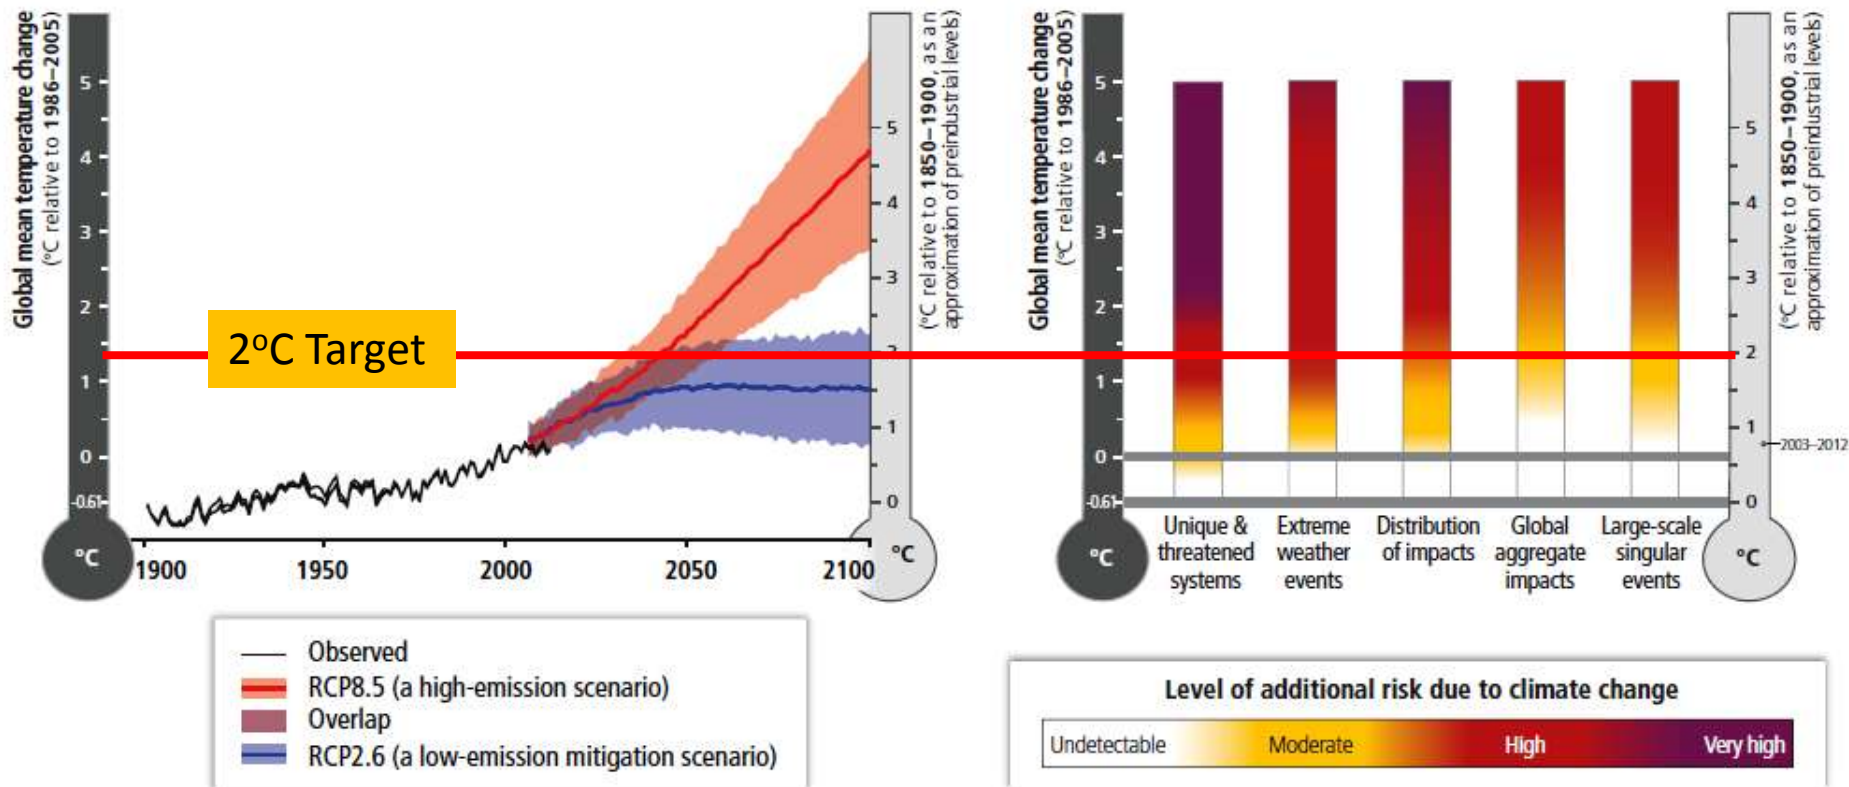 Global mean temperature change
(°C relative to 1986–2005)
5
4
3
2
1
0
-0.61
°C
2°C Target
(°C relative to 1850–1900, as an
approximation of preindustrial levels)
5
4
3
2
1
0
°C
1900
1950
2000
2050
2100
Observed
RCP8.5 (a high-emission scenario)
Overlap
RCP2.6 (a low-emission mitigation scenario)
Global mean temperature change
(°C relative to 1986–2005)
5
4
3
2
1
0
-0.61
°C
(°C relative to 1850–1900, as an
approximation of preindustrial levels)
5
4
3
2
1
2003–2012
0
°C
Unique &
threatened
systems
Extreme
weather
events
Distribution
of impacts
Global
aggregate
impacts
Large-scale
singular
events
Level of additional risk due to climate change
Undetectable
Moderate
High
Very high